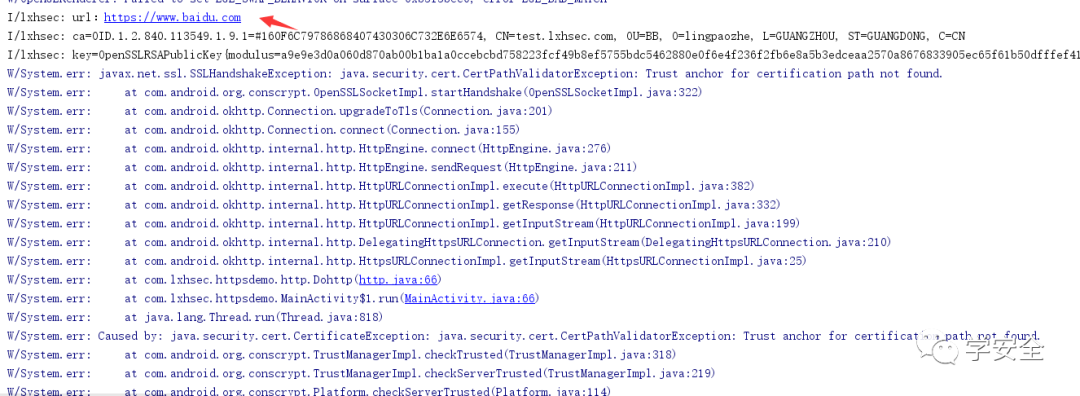 I/lxhsec: url：https://www.baidu.com
I/lxhsec: ca=OID.1.2.840.113549.1.9.1=#160F6C79786868407430306C732E6E6574, CN=test.lxhsec.com, OU=BB, O=lingpaozhe, L=GUANGZHOU, ST=GUANGDONG, C=CN
I/lxhsec: key=OpenSSLRSAPublicKey{modulus=a9e9e3d0a060d870ab00b1ba1a0ccebcbd758223fcf49b8ef5755bdc5462880e0f6e4f236f2fb6e8a5b3edceaa2570a8676833905ec65f61b50dfffef41
W/System.err: javax.net.ssl.SSLHandshakeException: java.security.cert.CertPathValidatorException: Trust anchor for certification path not found.
W/System.err:     at com.android.org.conscrypt.OpenSSLSocketImpl.startHandshake(OpenSSLSocketImpl.java:322)
W/System.err:     at com.android.okhttp.Connection.upgradeToTls(Connection.java:201)
W/System.err:     at com.android.okhttp.Connection.connect(Connection.java:155)
W/System.err:     at com.android.okhttp.internal.http.HttpEngine.connect(HttpEngine.java:276)
W/System.err:     at com.android.okhttp.internal.http.HttpEngine.sendRequest(HttpEngine.java:211)
W/System.err:     at com.android.okhttp.internal.http.HttpURLConnectionImpl.execute(HttpURLConnectionImpl.java:382)
W/System.err:     at com.android.okhttp.internal.http.HttpURLConnectionImpl.getResponse(HttpURLConnectionImpl.java:332)
W/System.err:     at com.android.okhttp.internal.http.HttpURLConnectionImpl.getInputStream(HttpURLConnectionImpl.java:199)
W/System.err:     at com.android.okhttp.internal.http.DelegatingHttpsURLConnection.getInputStream(DelegatingHttpsURLConnection.java:210)
W/System.err:     at com.android.okhttp.internal.http.HttpsURLConnectionImpl.getInputStream(HttpsURLConnectionImpl.java:25)
W/System.err:     at com.lxhsec.httpsdemo.http.Dohttp(http.java:66)
W/System.err:     at com.lxhsec.httpsdemo.MainActivity$1.run(MainActivity.java:66)
W/System.err:     at java.lang.Thread.run(Thread.java:818)
W/System.err: Caused by: java.security.cert.CertificateException: java.security.cert.CertPathValidatorException: Trust anchor for certification path not found.
W/System.err:     at com.android.org.conscrypt.TrustManagerImpl.checkTrusted(TrustManagerImpl.java:318)
学安全
W/System.err:     at com.android.org.conscrypt.TrustManagerImpl.checkServerTrusted(TrustManagerImpl.java:219)
W/System.err:     at com.android.org.conscrypt.Platform.checkServerTrusted(Platform.java:114)